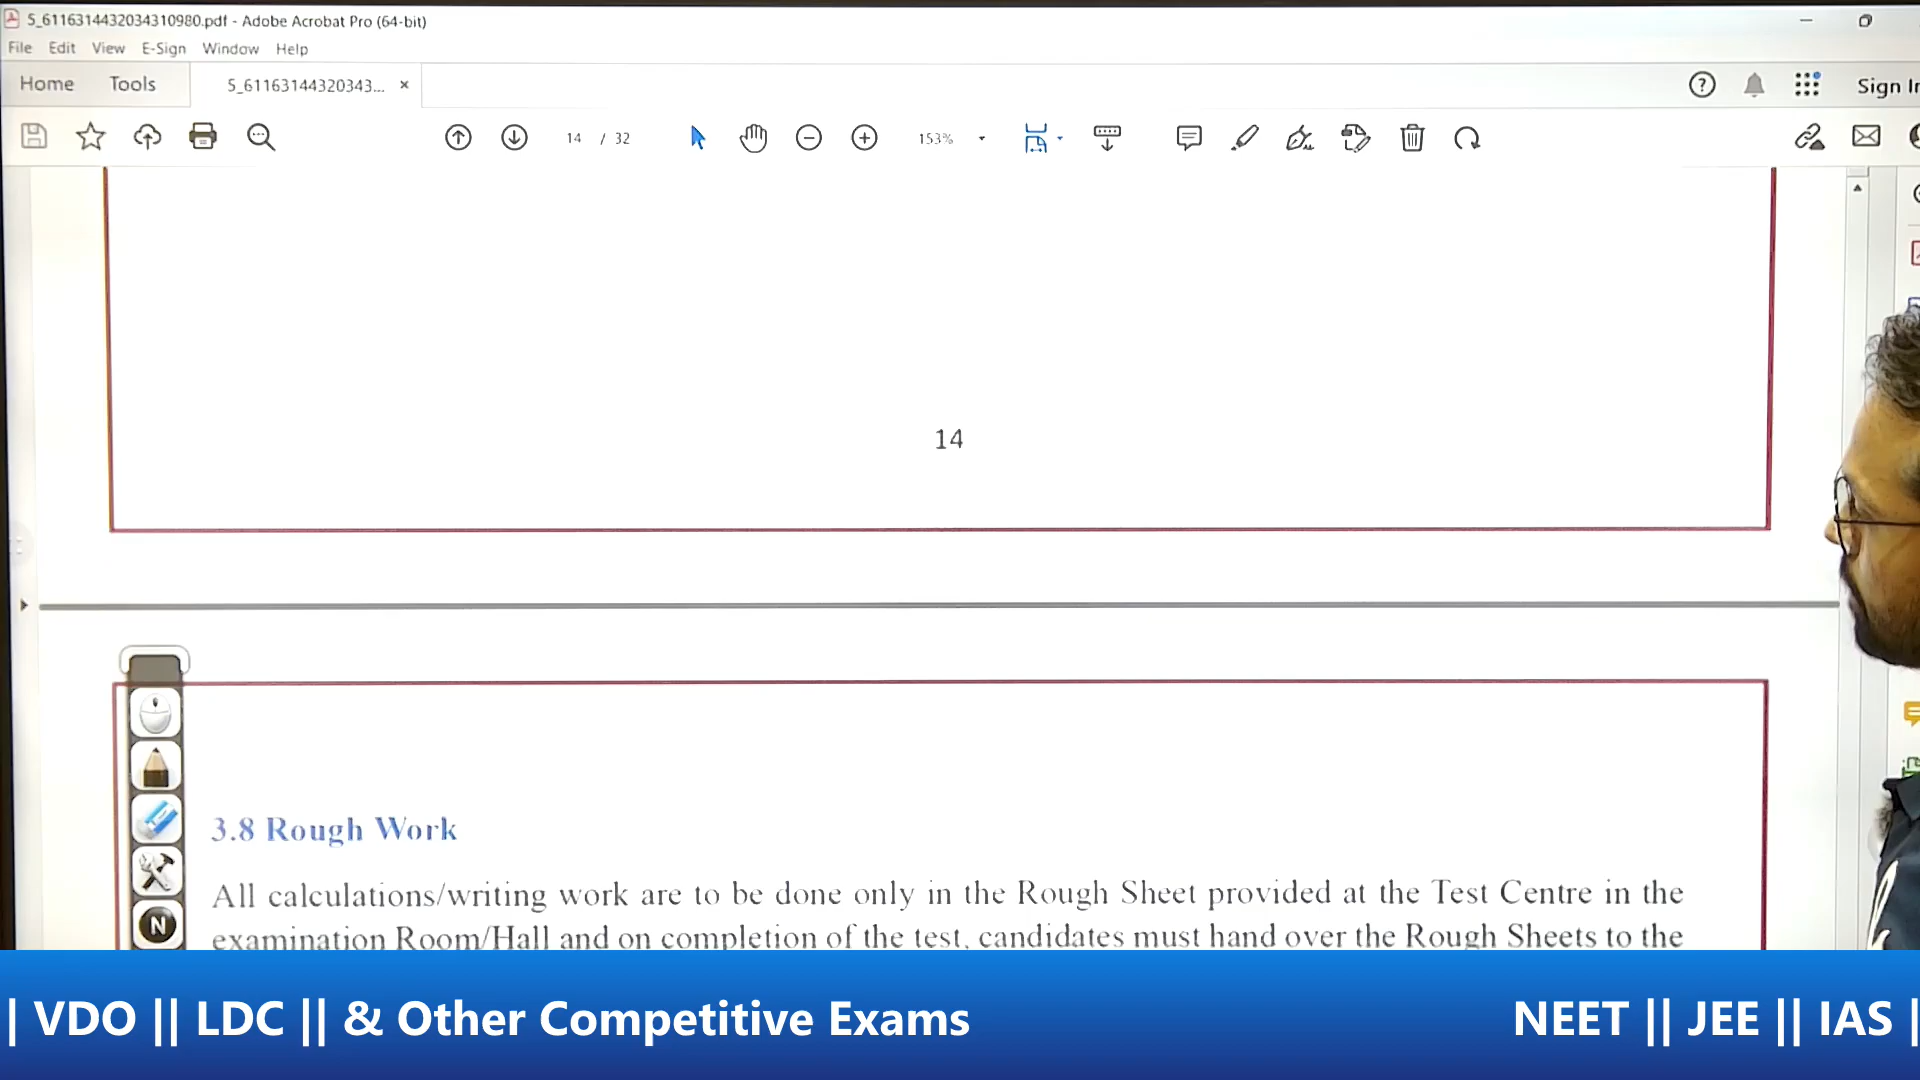 5_6116314432034310980.pdf - Adobe Acrobat Pro (64-bit)
File Edit View E-Sign Window Help
Home Tools 5_61163144320343... ×
Sign In
14 / 32 153%
14
3.8 Rough Work
All calculations/writing work are to be done only in the Rough Sheet provided at the Test Centre in the
examination Room/Hall and on completion of the test, candidates must hand over the Rough Sheets to the
N
| VDO || LDC || & Other Competitive Exams NEET || JEE || IAS |